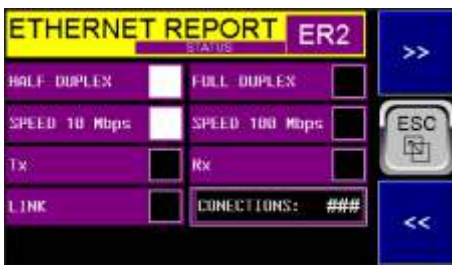 ETHERNET REPORT ER2
STATUS
>>
HALF DUPLEX FULL DUPLEX
SPEED 10 Mbps SPEED 100 Mbps
ESC
Tx Rx
LINK CONECTIONS: ###
<<